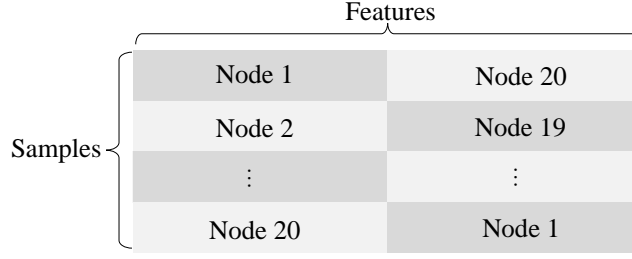 Features
Samples
Node 1 Node 20
Node 2 Node 19
⋮ ⋮
Node 20 Node 1